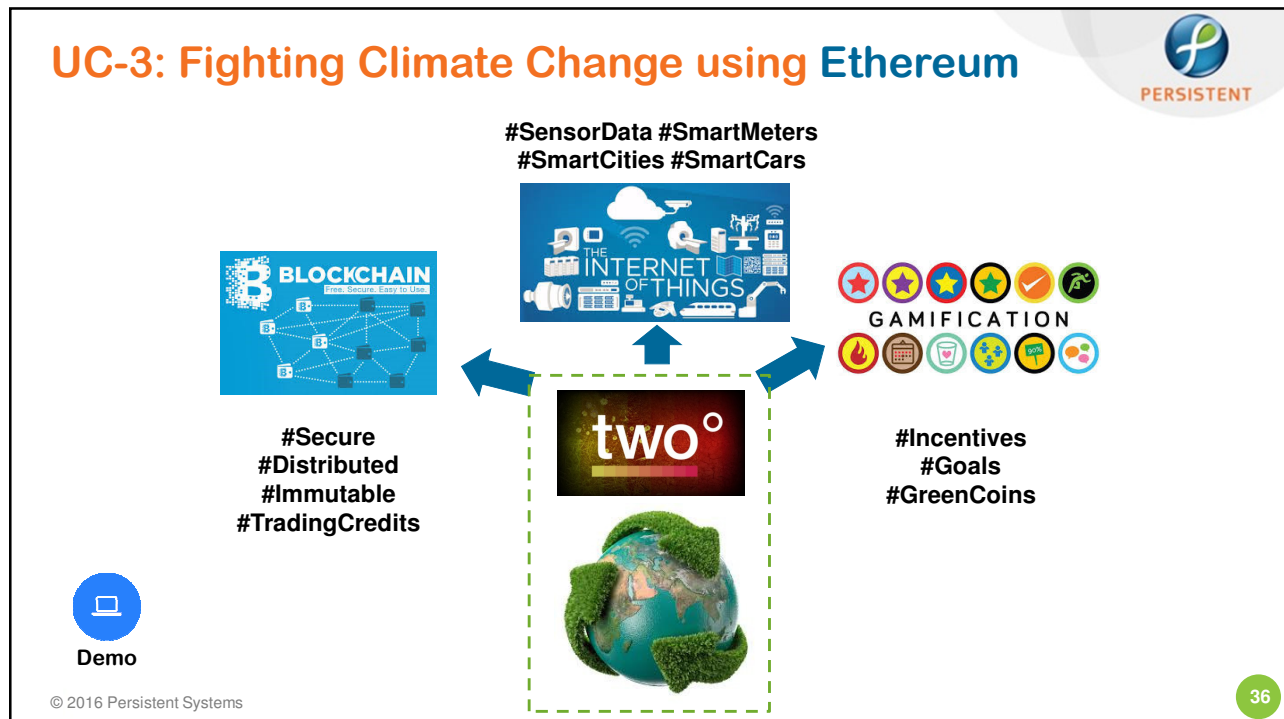 UC-3: Fighting Climate Change using Ethereum
PERSISTENT
#SensorData #SmartMeters
#SmartCities #SmartCars
BLOCKCHAIN
Free. Secure. Easy to Use.
THE
INTERNET
OF THINGS
GAMIFICATION
90%
two°
#Secure
#Distributed
#Immutable
#TradingCredits
#Incentives
#Goals
#GreenCoins
Demo
© 2016 Persistent Systems
36